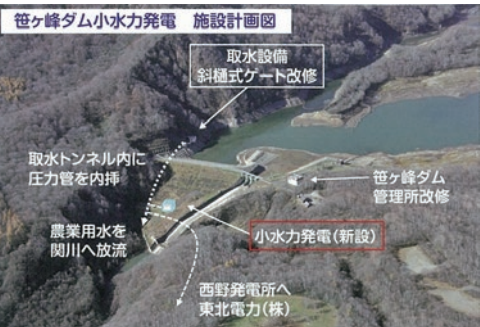 笹ヶ峰ダム小水力発電 施設計画図
取水設備
斜樋式ゲート改修
取水トンネル内に
圧力管を内挿
笹ヶ峰ダム
管理所改修
農業用水を
関川へ放流
小水力発電(新設)
西野発電所へ
東北電力(株)